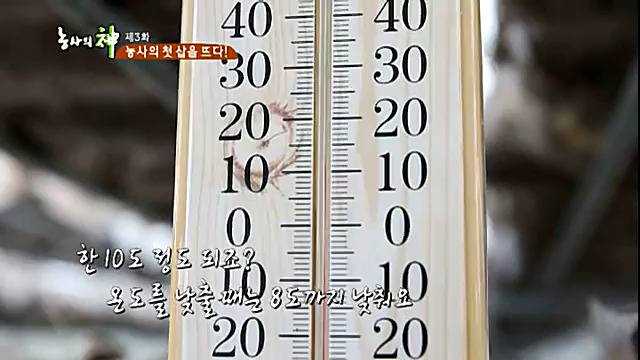 농사의 神 제3화
농사의 첫 삽을 뜨다!
40 40
30 30
20 20
10 10
0 0
한 10도 정도 되죠?
10 10
온도를 낮출 때는 8도까지 낮춰요
20 20